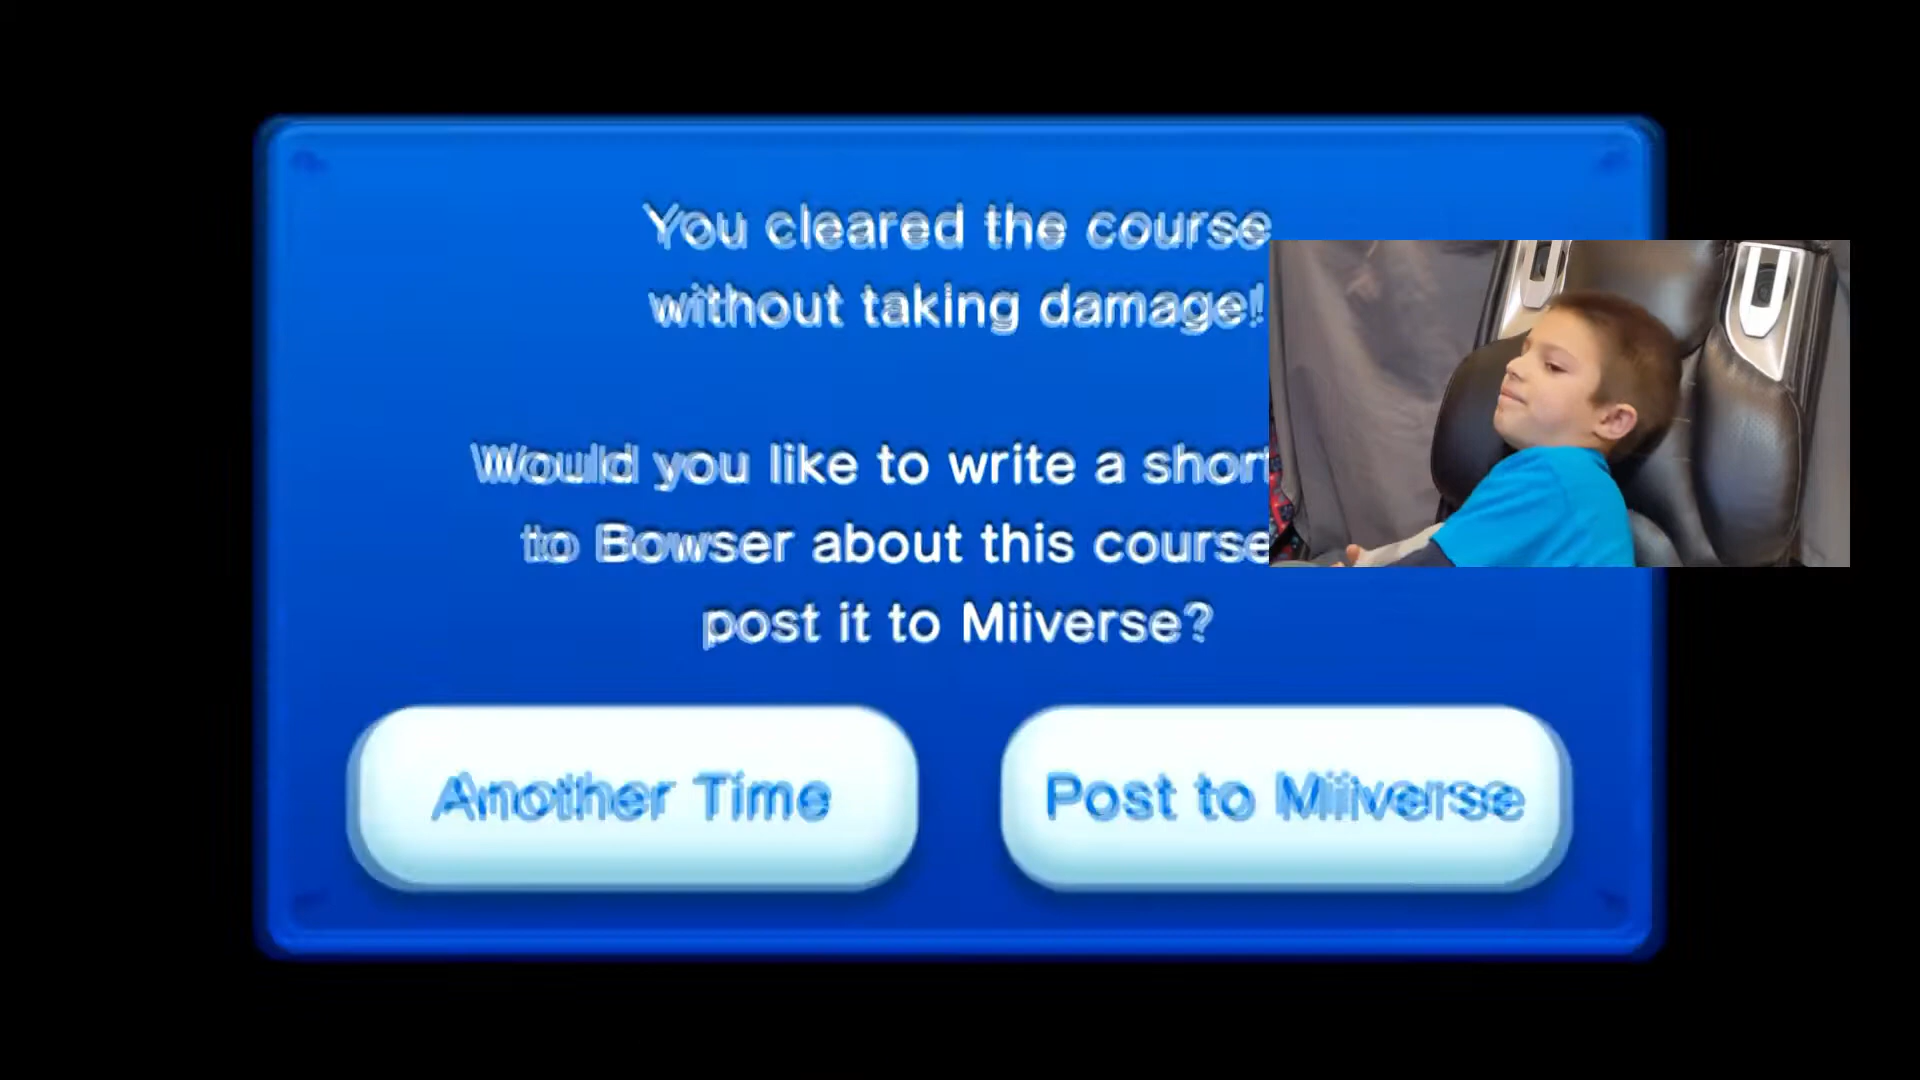 You cleared the course
without taking damage!
Would you like to write a short
to Bowser about this course
post it to Miiverse?
Another Time
Post to Miiverse